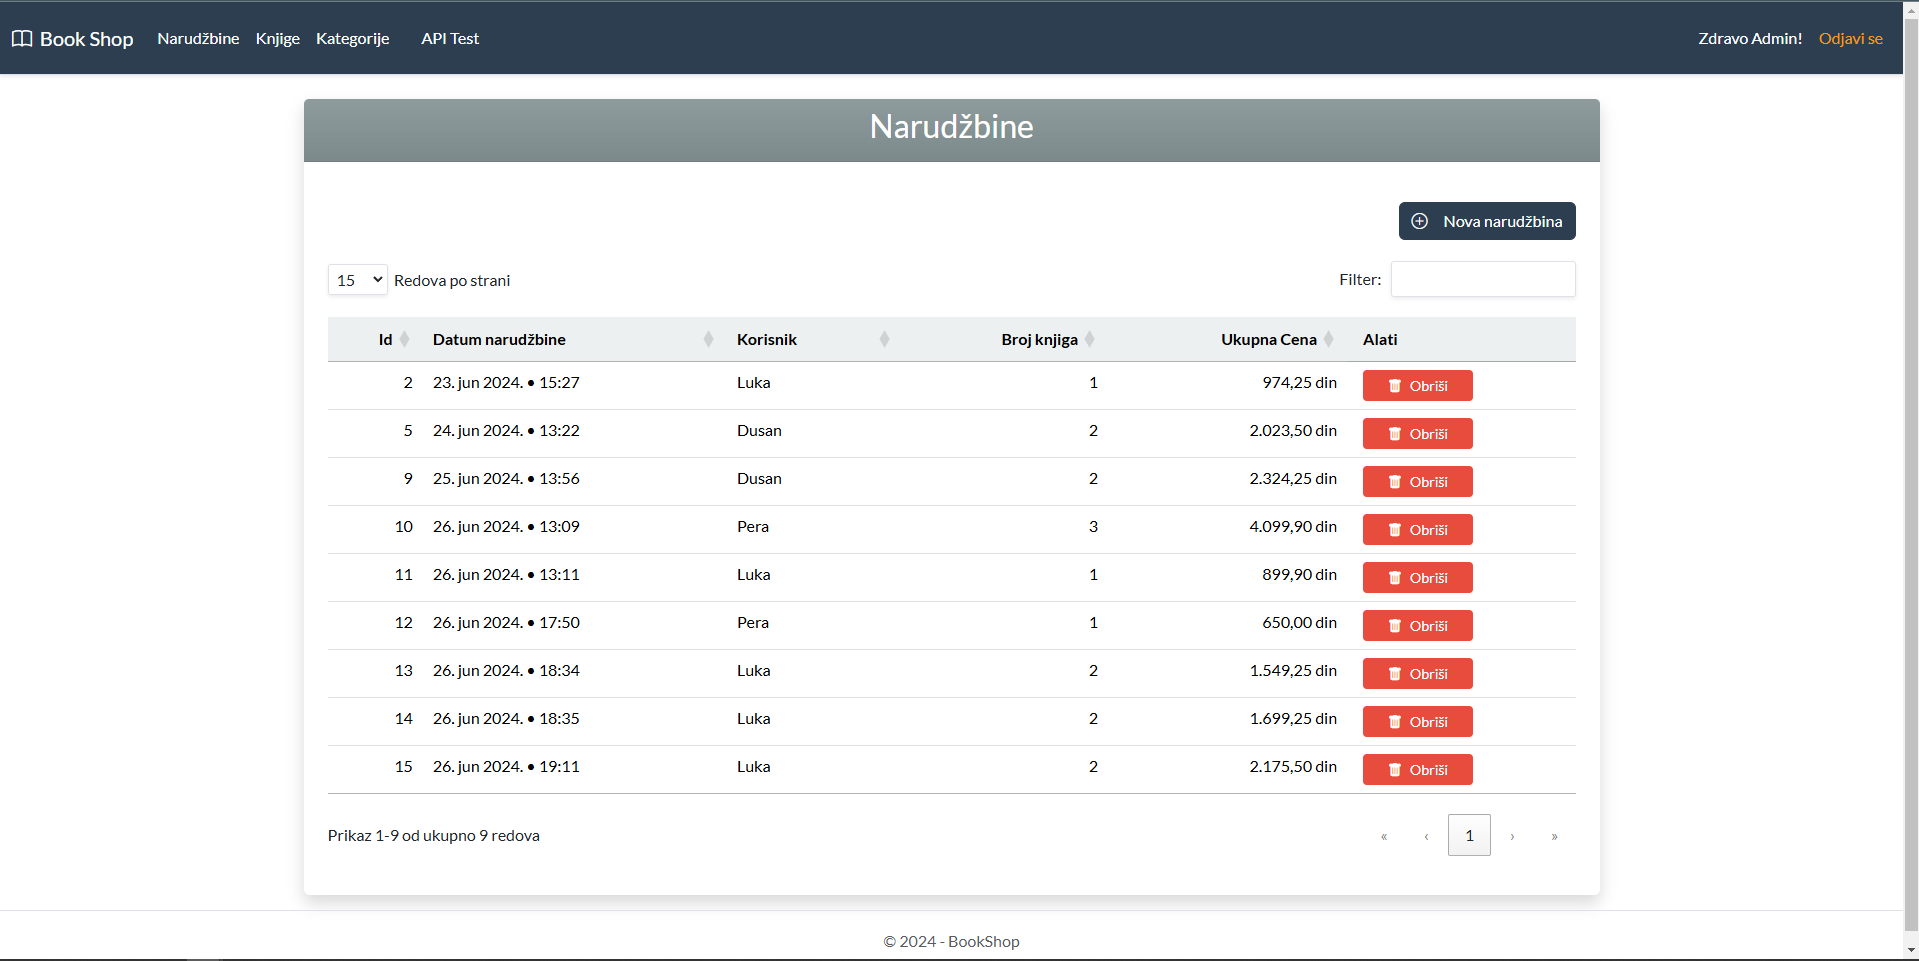 Book Shop Narudžbine Knjige Kategorije API Test Zdravo Admin! Odjavi se
Narudžbine
Nova narudžbina
15 Redova po strani Filter:
Id Datum narudžbine Korisnik Broj knjiga Ukupna Cena Alati
2 23. jun 2024. • 15:27 Luka 1 974,25 din Obriši
5 24. jun 2024. • 13:22 Dusan 2 2.023,50 din Obriši
9 25. jun 2024. • 13:56 Dusan 2 2.324,25 din Obriši
10 26. jun 2024. • 13:09 Pera 3 4.099,90 din Obriši
11 26. jun 2024. • 13:11 Luka 1 899,90 din Obriši
12 26. jun 2024. • 17:50 Pera 1 650,00 din Obriši
13 26. jun 2024. • 18:34 Luka 2 1.549,25 din Obriši
14 26. jun 2024. • 18:35 Luka 2 1.699,25 din Obriši
15 26. jun 2024. • 19:11 Luka 2 2.175,50 din Obriši
Prikaz 1-9 od ukupno 9 redova « ‹ 1 › »
© 2024 - BookShop